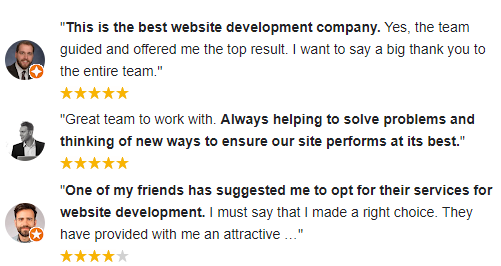 "This is the best website development company. Yes, the team
guided and offered me the top result. I want to say a big thank you to
the entire team."
"Great team to work with. Always helping to solve problems and
thinking of new ways to ensure our site performs at its best."
"One of my friends has suggested me to opt for their services for
website development. I must say that I made a right choice. They
have provided with me an attractive …"